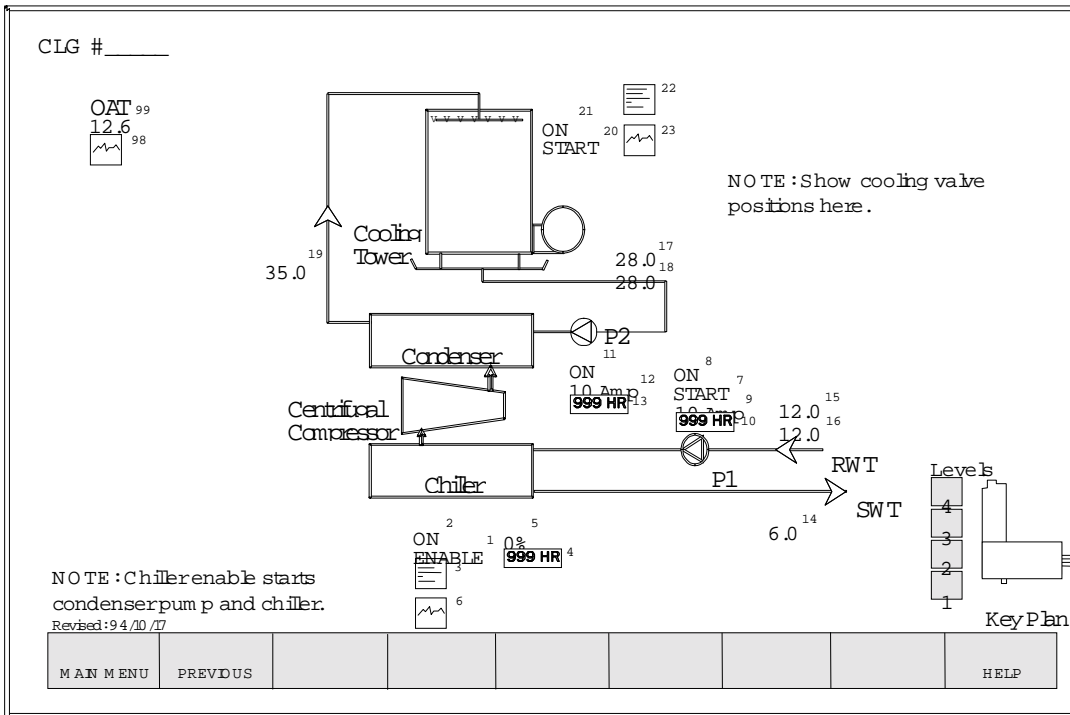 CLG #_____
OAT 99
12.6
98
22
21
ON 20
START
23
NOTE: Show cooling valve
positions here.
Cooling
Tower
19
35.0
17
28.0
18
28.0
P2
Condenser
11
ON
12
10 Amp
999 HR 13
8
ON
START 7
9
10 Amp
999 HR 10
Centrifugal
Compressor
15
12.0
16
12.0
RWT
P1
Chiller
SWT
14
6.0
Levels
4
3
2
1
Key Plan
2
ON 1
ENABLE
5
0%
999 HR 4
3
6
NOTE: Chiller enable starts
condenser pump and chiller.
Revised: 94/10/17
MAIN MENU
PREVIOUS
HELP